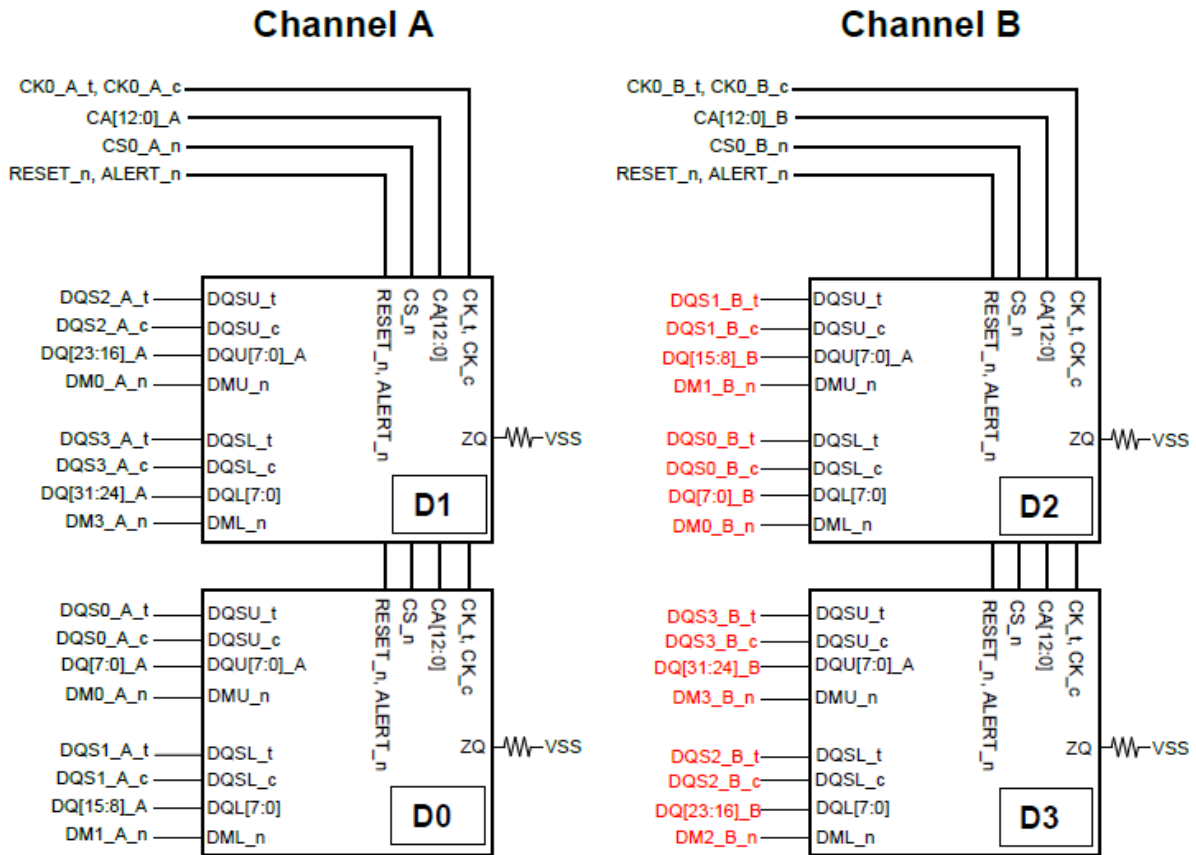 Channel A
CK0_A_t, CK0_A_c
CA[12:0]_A
CS0_A_n
RESET_n, ALERT_n
RESET_n, ALERT_n
CS_n
CA[12:0]
CK_t, CK_c
DQS2_A_t
DQSU_t
DQS2_A_c
DQSU_c
DQ[23:16]_A
DQU[7:0]_A
DM0_A_n
DMU_n
DQS3_A_t
DQSL_t
DQS3_A_c
DQSL_c
DQ[31:24]_A
DQL[7:0]
DM3_A_n
DML_n
ZQ
VSS
D1
RESET_n, ALERT_n
CS_n
CA[12:0]
CK_t, CK_c
DQS0_A_t
DQSU_t
DQS0_A_c
DQSU_c
DQ[7:0]_A
DQU[7:0]_A
DM0_A_n
DMU_n
DQS1_A_t
DQSL_t
DQS1_A_c
DQSL_c
DQ[15:8]_A
DQL[7:0]
DM1_A_n
DML_n
ZQ
VSS
D0
Channel B
CK0_B_t, CK0_B_c
CA[12:0]_B
CS0_B_n
RESET_n, ALERT_n
RESET_n, ALERT_n
CS_n
CA[12:0]
CK_t, CK_c
DQS1_B_t
DQSU_t
DQS1_B_c
DQSU_c
DQ[15:8]_B
DQU[7:0]_A
DM1_B_n
DMU_n
DQS0_B_t
DQSL_t
DQS0_B_c
DQSL_c
DQ[7:0]_B
DQL[7:0]
DM0_B_n
DML_n
ZQ
VSS
D2
RESET_n, ALERT_n
CS_n
CA[12:0]
CK_t, CK_c
DQS3_B_t
DQSU_t
DQS3_B_c
DQSU_c
DQ[31:24]_B
DQU[7:0]_A
DM3_B_n
DMU_n
DQS2_B_t
DQSL_t
DQS2_B_c
DQSL_c
DQ[23:16]_B
DQL[7:0]
DM2_B_n
DML_n
ZQ
VSS
D3